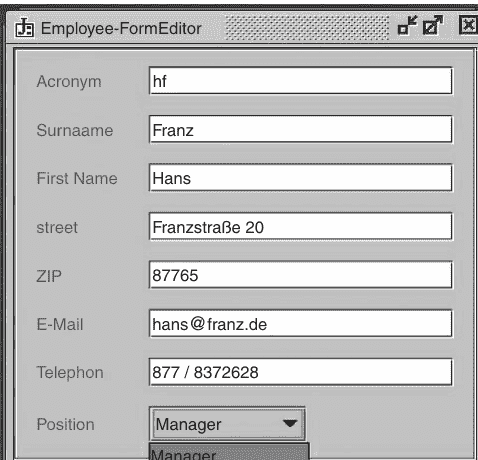 Employee-FormEditor
Acronym hf
Surnaame Franz
First Name Hans
street Franzstraße 20
ZIP 87765
E-Mail hans@franz.de
Telephon 877 / 8372628
Position Manager
Manager